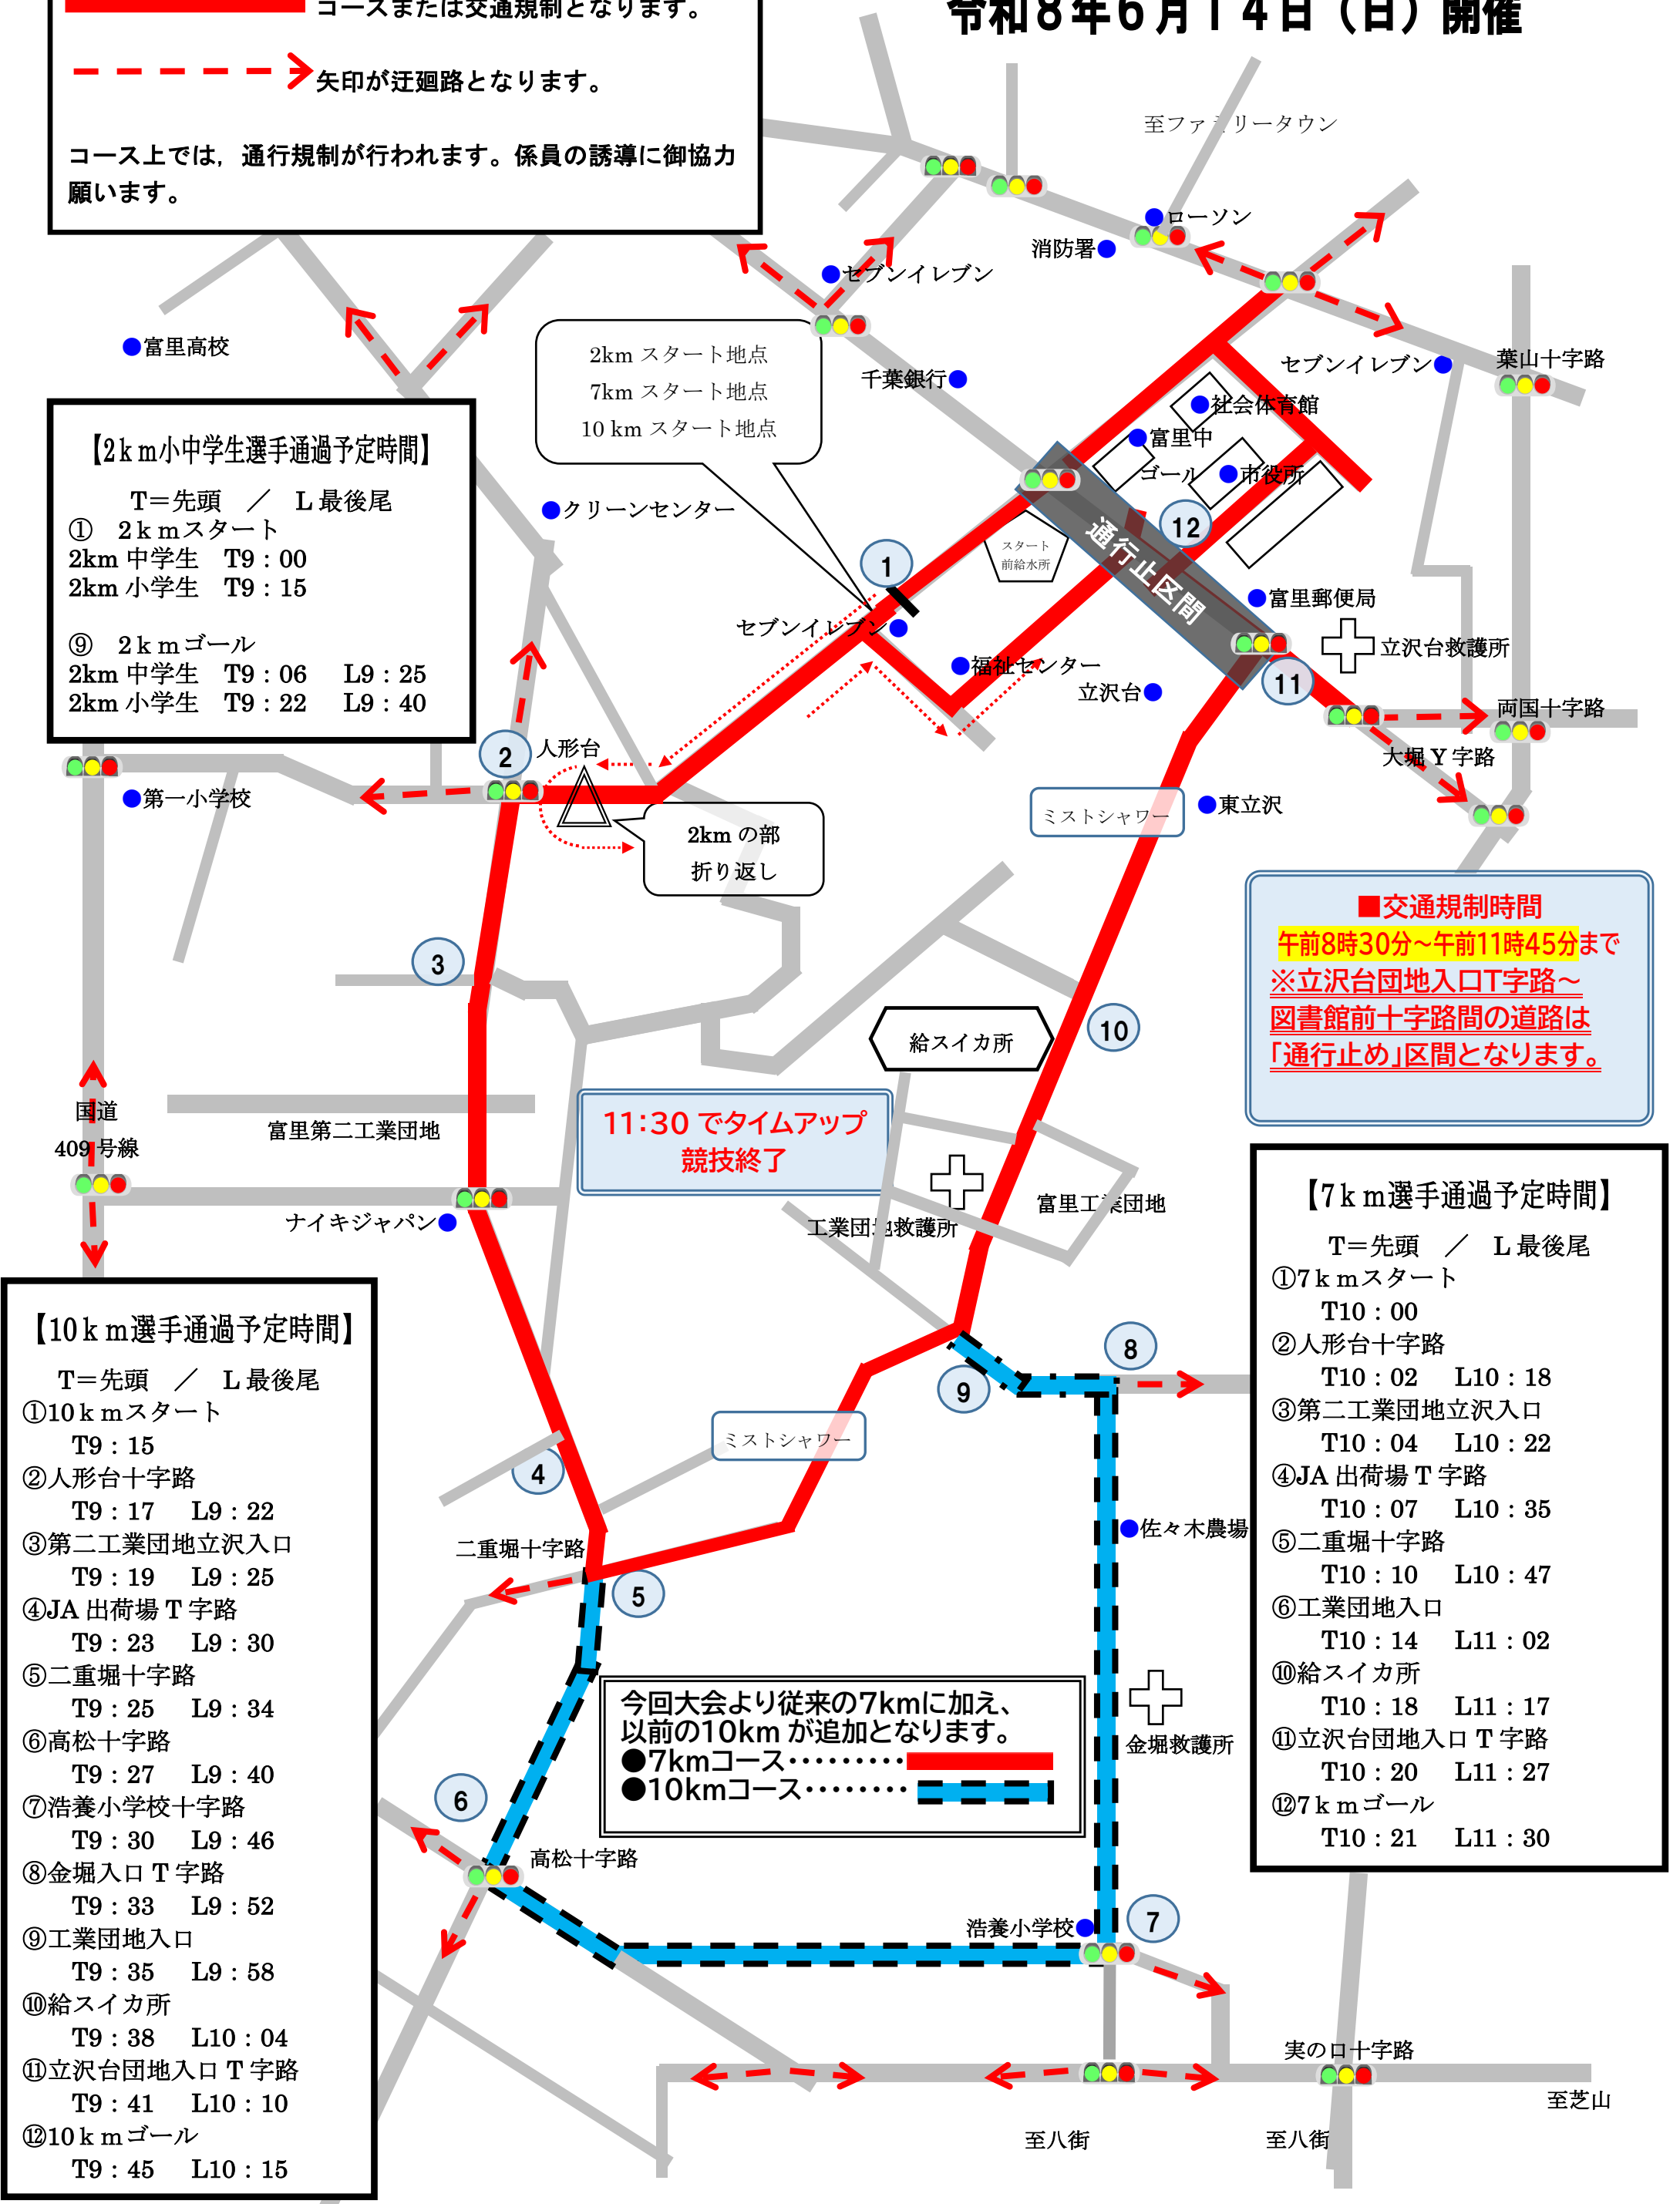 コースまたは交通規制となります。
令和８年６月１４日（日）開催
矢印が迂廻路となります。
コース上では，通行規制が行われます。係員の誘導に御協力
願います。
至ファミリータウン
ローソン
消防署
セブンイレブン
富里高校
2km スタート地点
7km スタート地点
10 km スタート地点
千葉銀行
セブンイレブン
葉山十字路
社会体育館
富里中
ゴール
市役所
【2ｋｍ小中学生選手通過予定時間】
T＝先頭　／　L 最後尾
①　2ｋｍスタート
2km 中学生　T9：00
2km 小学生　T9：15
⑨　2ｋｍゴール
2km 中学生　T9：06　L9：25
2km 小学生　T9：22　L9：40
クリーンセンター
スタート
前給水所
通行止区間
12
1
セブンイレブン
富里郵便局
立沢台救護所
福祉センター
立沢台
11
両国十字路
大堀 Y 字路
2
人形台
第一小学校
2km の部
折り返し
ミストシャワー
東立沢
■交通規制時間
午前8時30分～午前11時45分まで
※立沢台団地入口T字路～
図書館前十字路間の道路は
「通行止め」区間となります。
3
10
給スイカ所
国道
409 号線
富里第二工業団地
11：30 でタイムアップ
競技終了
ナイキジャパン
工業団地救護所
富里工業団地
【7ｋｍ選手通過予定時間】
T＝先頭　／　L 最後尾
①7ｋｍスタート
T10：00
②人形台十字路
T10：02　L10：18
③第二工業団地立沢入口
T10：04　L10：22
④JA 出荷場 T 字路
T10：07　L10：35
⑤二重堀十字路
T10：10　L10：47
⑥工業団地入口
T10：14　L11：02
⑩給スイカ所
T10：18　L11：17
⑪立沢台団地入口 T 字路
T10：20　L11：27
⑫7ｋｍゴール
T10：21　L11：30
【10ｋｍ選手通過予定時間】
T＝先頭　／　L 最後尾
①10ｋｍスタート
T9：15
②人形台十字路
T9：17　L9：22
③第二工業団地立沢入口
T9：19　L9：25
④JA 出荷場 T 字路
T9：23　L9：30
⑤二重堀十字路
T9：25　L9：34
⑥高松十字路
T9：27　L9：40
⑦浩養小学校十字路
T9：30　L9：46
⑧金堀入口 T 字路
T9：33　L9：52
⑨工業団地入口
T9：35　L9：58
⑩給スイカ所
T9：38　L10：04
⑪立沢台団地入口 T 字路
T9：41　L10：10
⑫10ｋｍゴール
T9：45　L10：15
8
9
ミストシャワー
4
二重堀十字路
5
佐々木農場
今回大会より従来の7kmに加え、
以前の10km が追加となります。
●7kmコース・・・・・・・・・
●10kmコース・・・・・・・・
金堀救護所
6
高松十字路
浩養小学校
7
実のロ十字路
至芝山
至八街
至八街